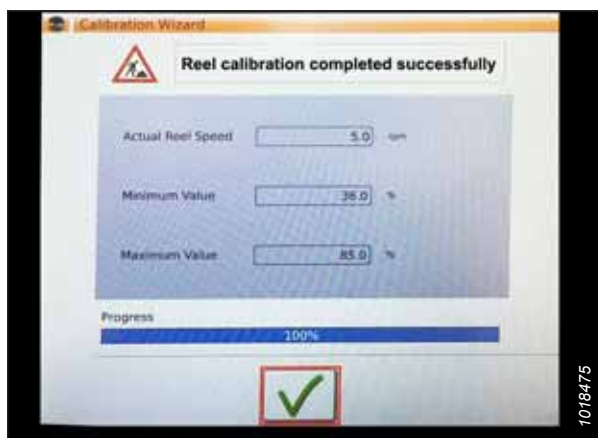 Calibration Wizard
Reel calibration completed successfully
Actual Reel Speed 5.0 rpm
Minimum Value 36.0 %
Maximum Value 85.0 %
Progress
100%
1018475